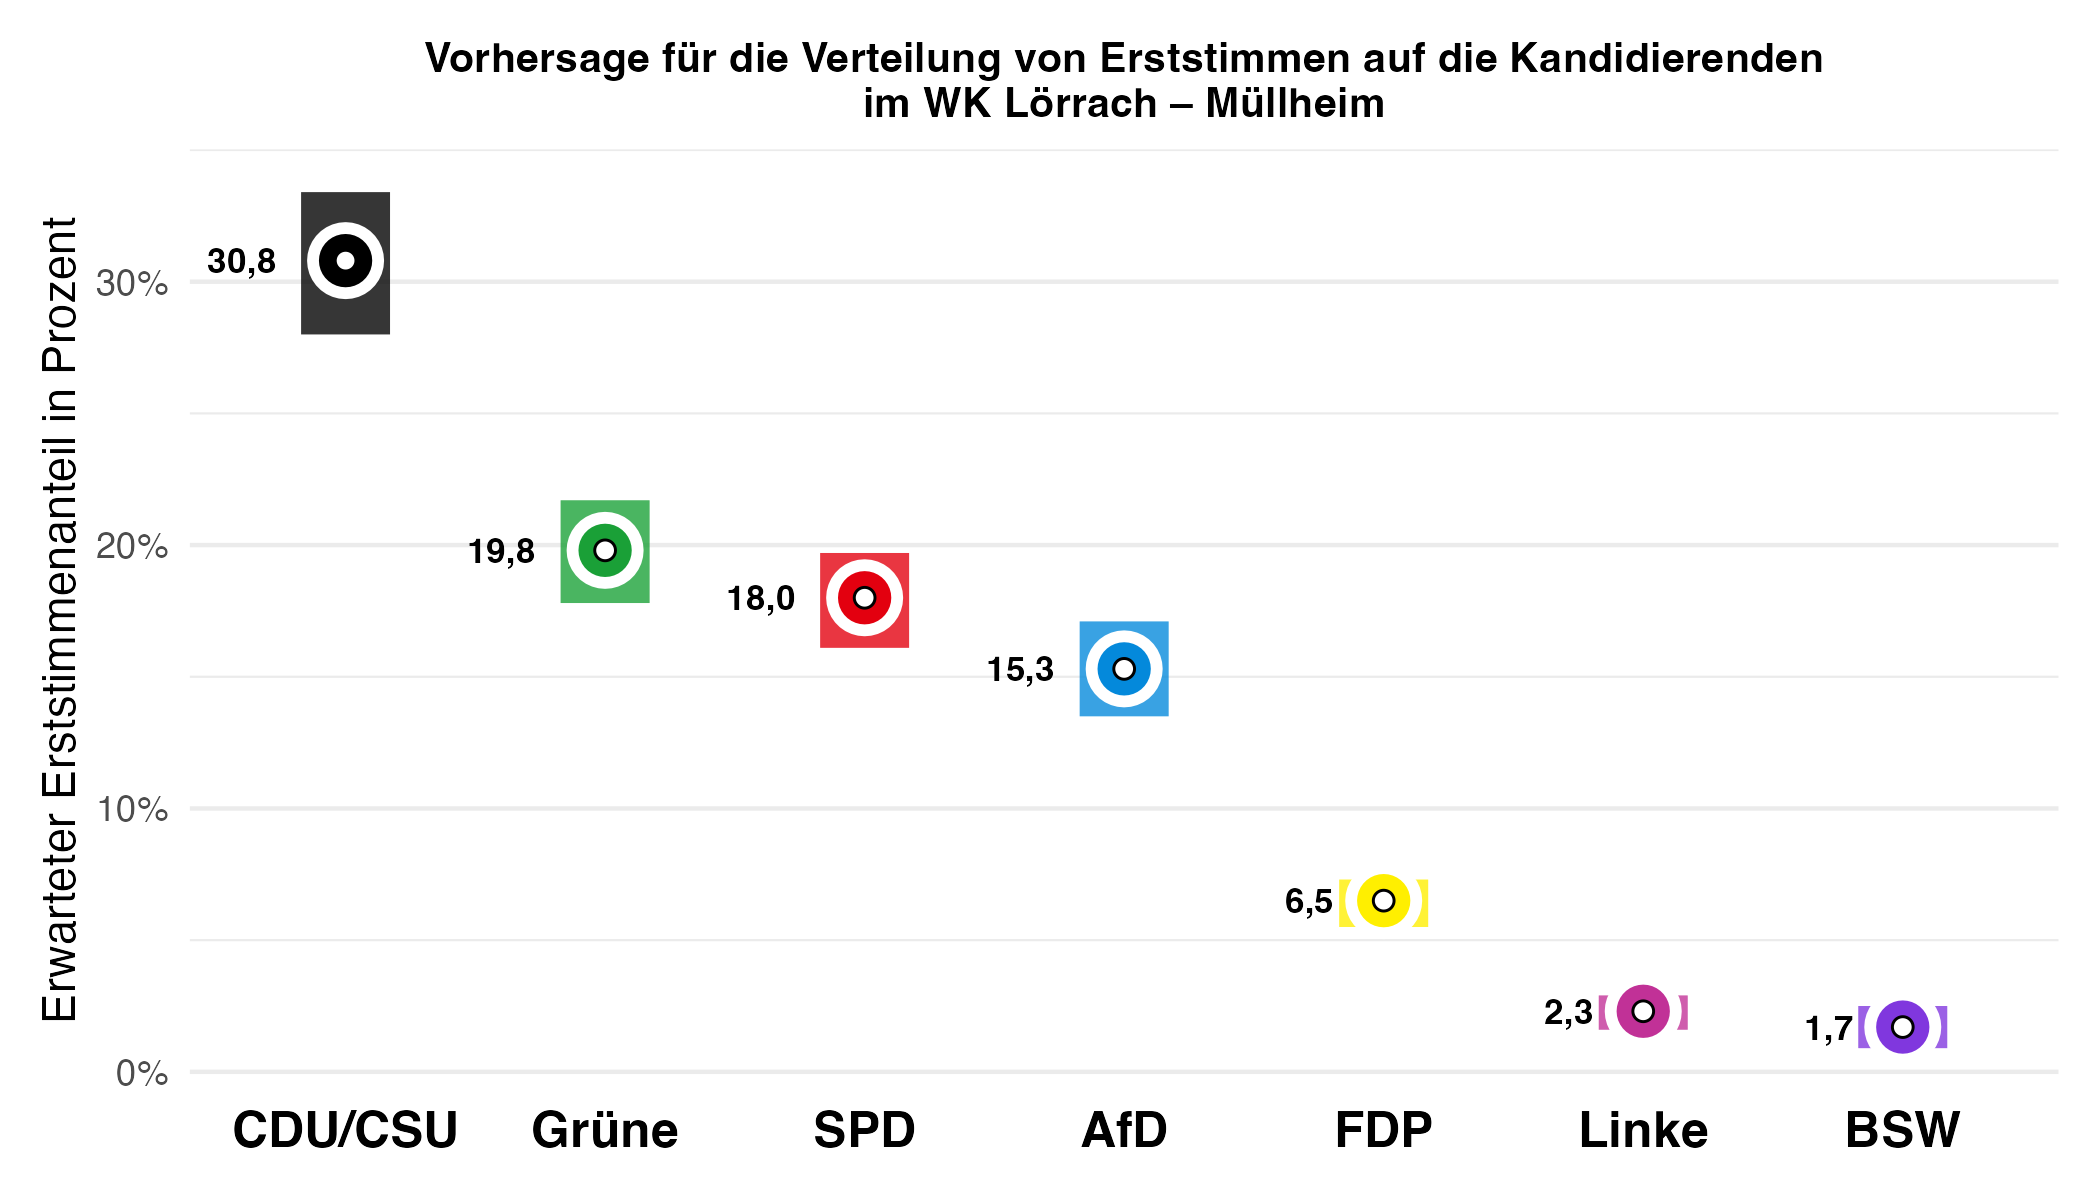 Vorhersage für die Verteilung von Erststimmen auf die Kandidierenden
im WK Lörrach – Müllheim
Erwarteter Erststimmenanteil in Prozent
30%
20%
10%
0%
30,8
19,8
18,0
15,3
6,5
2,3
1,7
CDU/CSU
Grüne
SPD
AfD
FDP
Linke
BSW